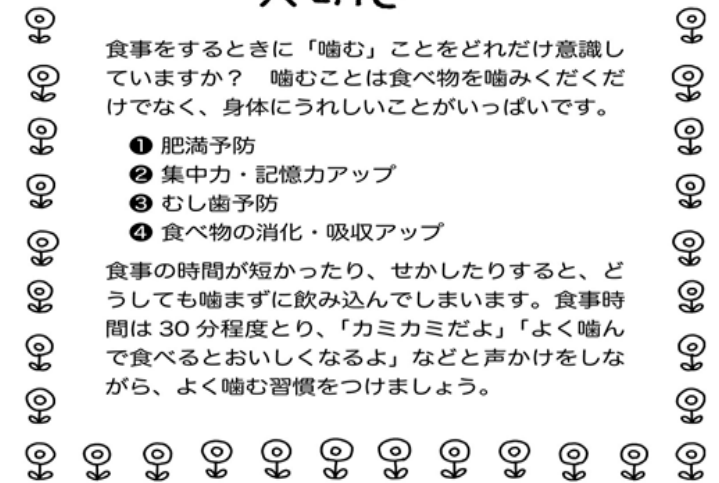 食事をするときに「噛む」ことをどれだけ意識し
ていますか？　噛むことは食べ物を噛みくだくだ
けでなく、身体にうれしいことがいっぱいです。
❶ 肥満予防
❷ 集中力・記憶力アップ
❸ むし歯予防
❹ 食べ物の消化・吸収アップ
食事の時間が短かったり、せかしたりすると、ど
うしても噛まずに飲み込んでしまいます。食事時
間は 30 分程度とり、「カミカミだよ」「よく噛ん
で食べるとおいしくなるよ」などと声かけをしな
がら、よく噛む習慣をつけましょう。